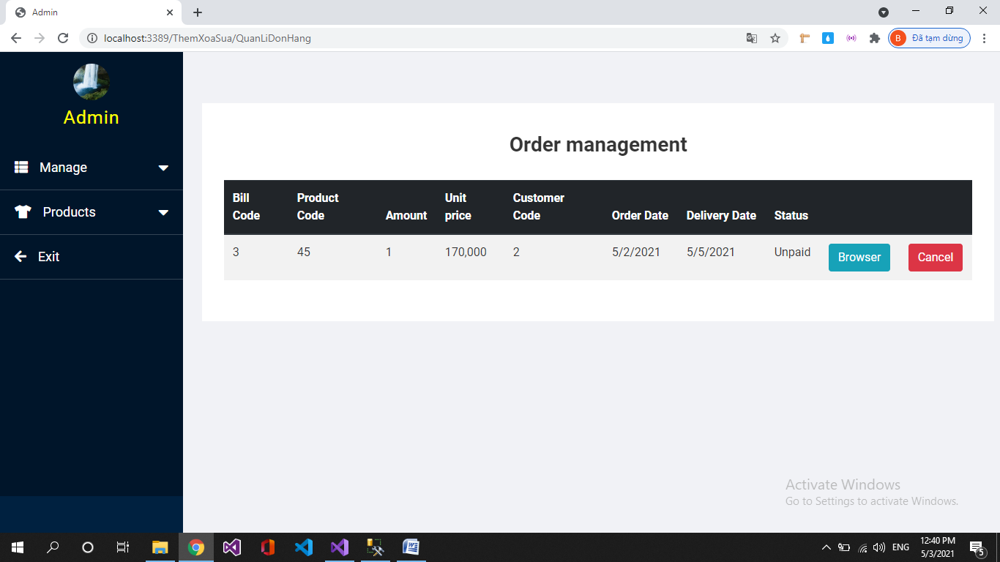 Admin
localhost:3389/ThemXoaSua/QuanLiDonHang
B Đã tạm dừng
Admin
Manage
Products
Exit
Order management
Bill Code Product Code Amount Unit price Customer Code Order Date Delivery Date Status
3 45 1 170,000 2 5/2/2021 5/5/2021 Unpaid Browser Cancel
Activate Windows
Go to Settings to activate Windows.
ENG
12:40 PM
5/3/2021
5